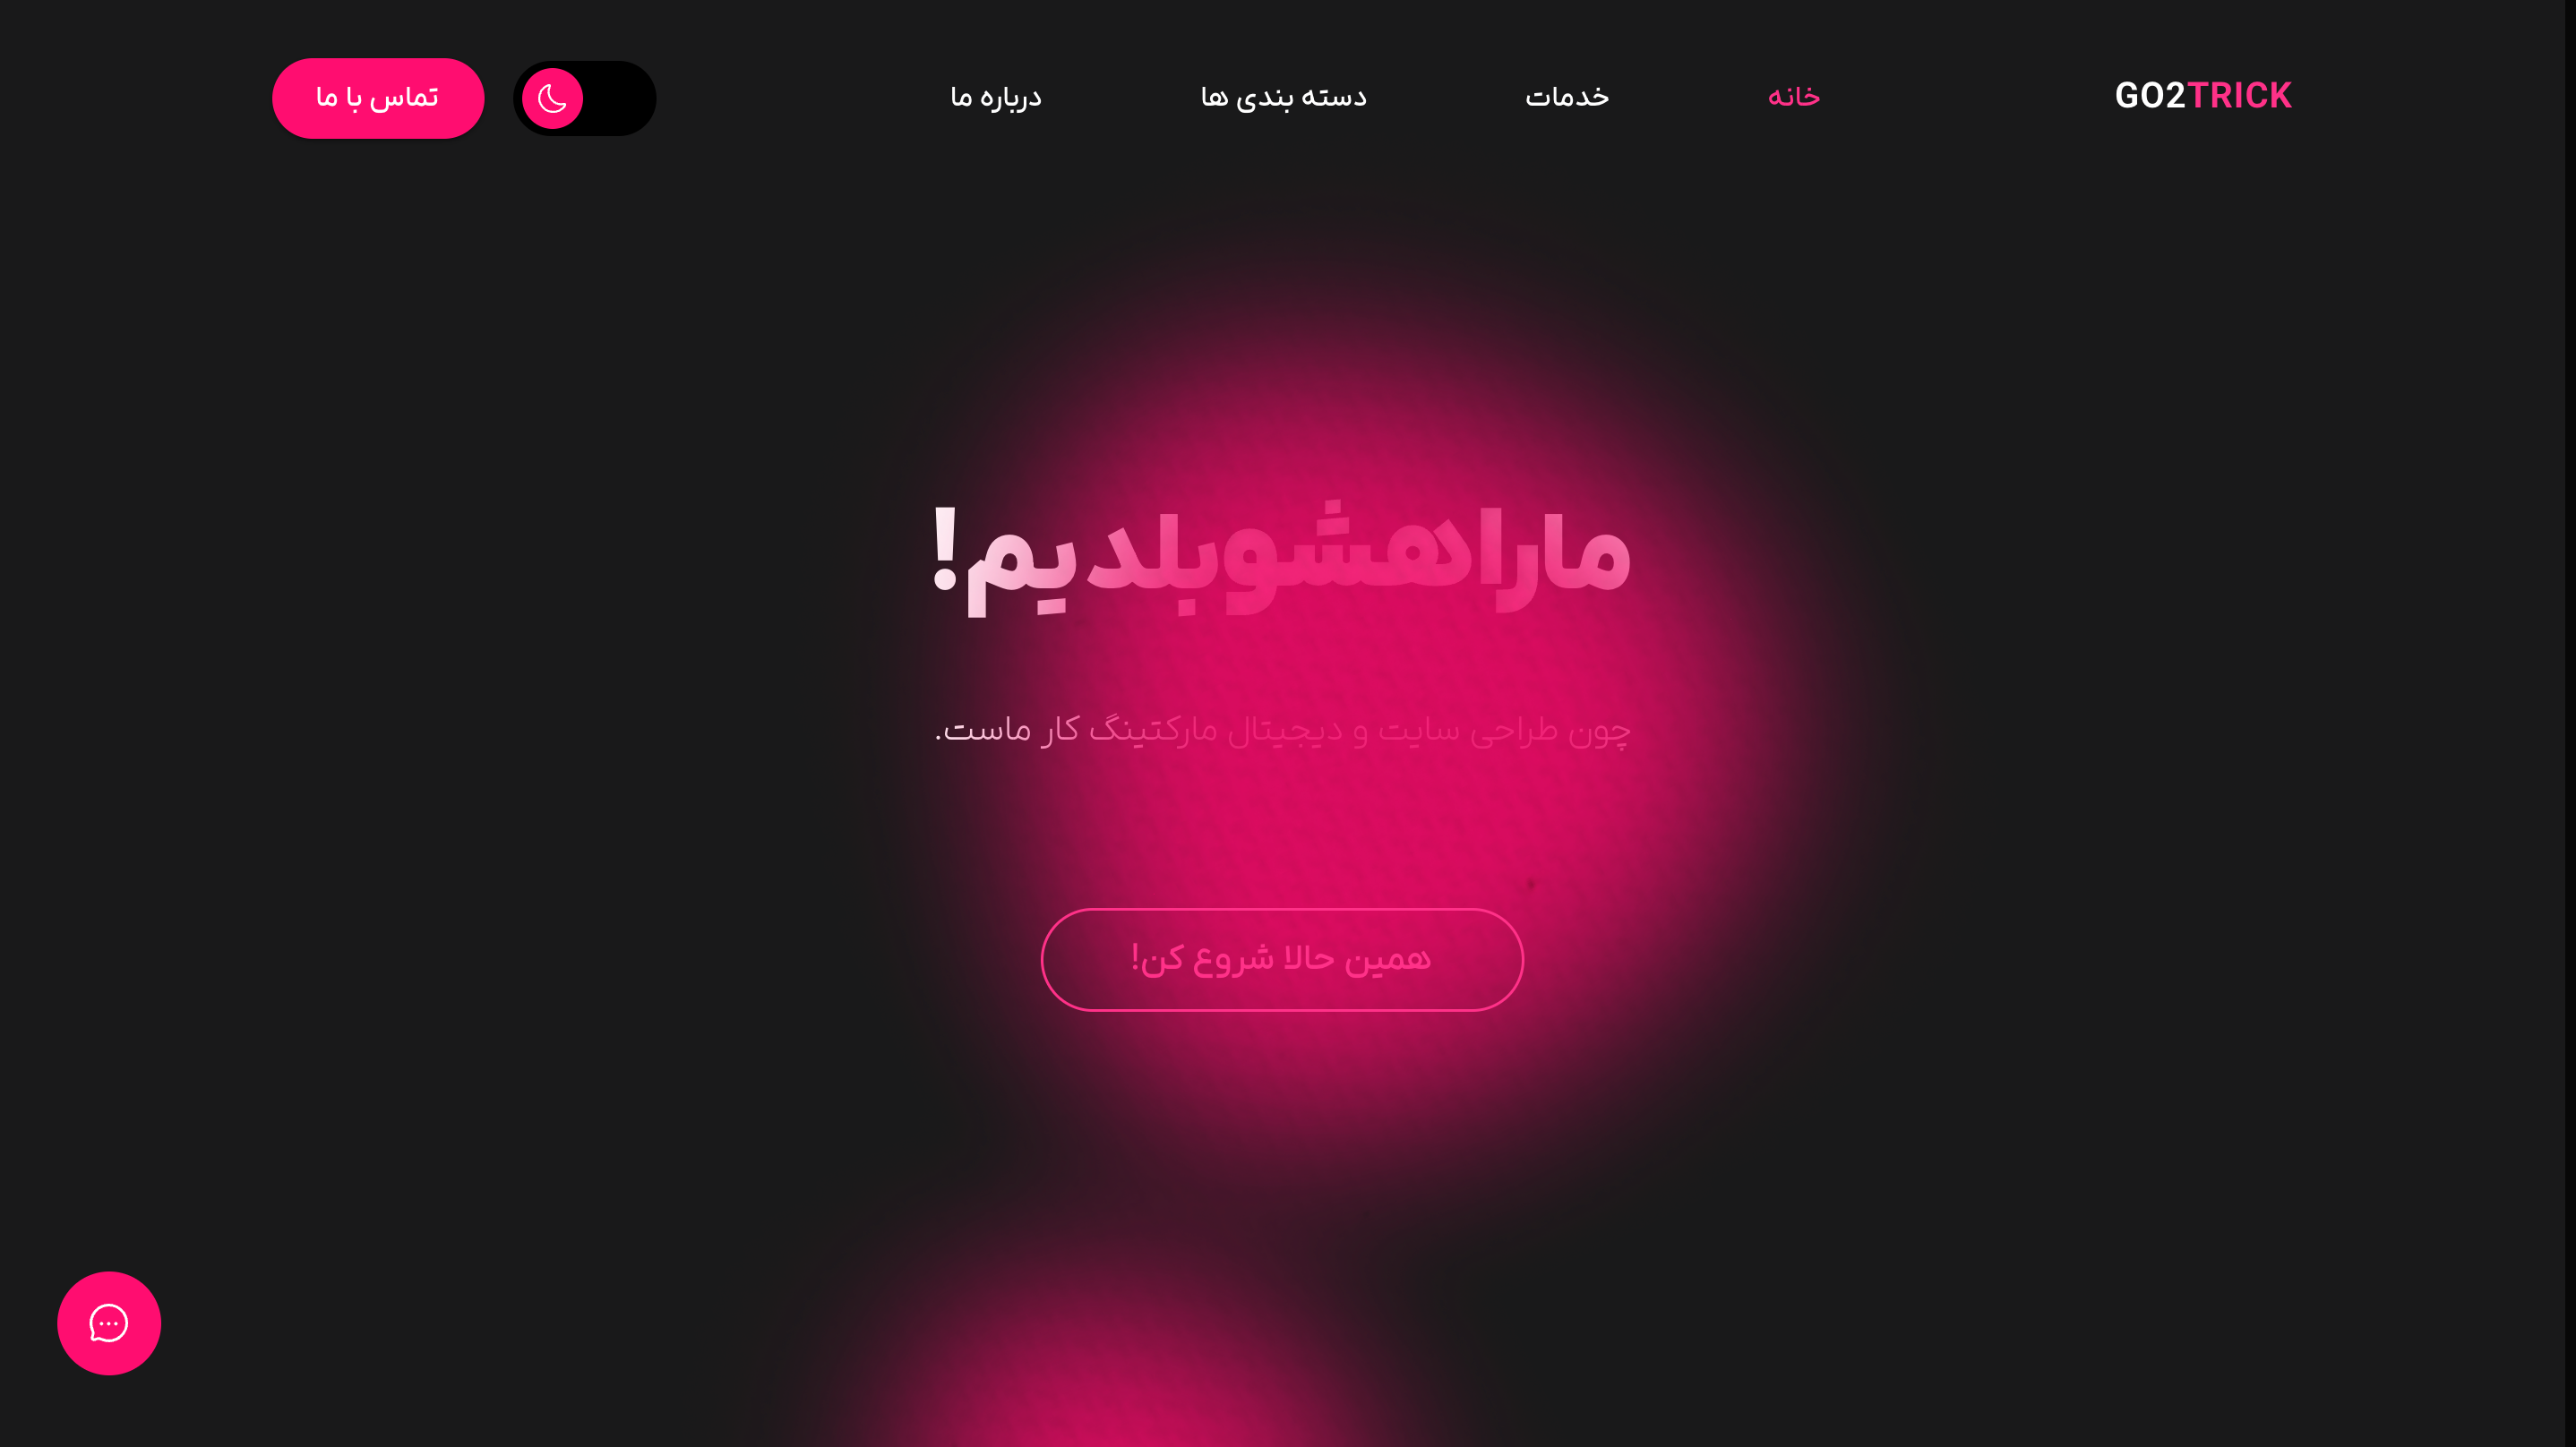 GO2TRICK
خانه
خدمات
دسته بندی ها
درباره ما
تماس با ما
ماراهشوبلدیم!
چون طراحی سایت و دیجیتال مارکتینگ کار ماست.
همین حالا شروع کن!